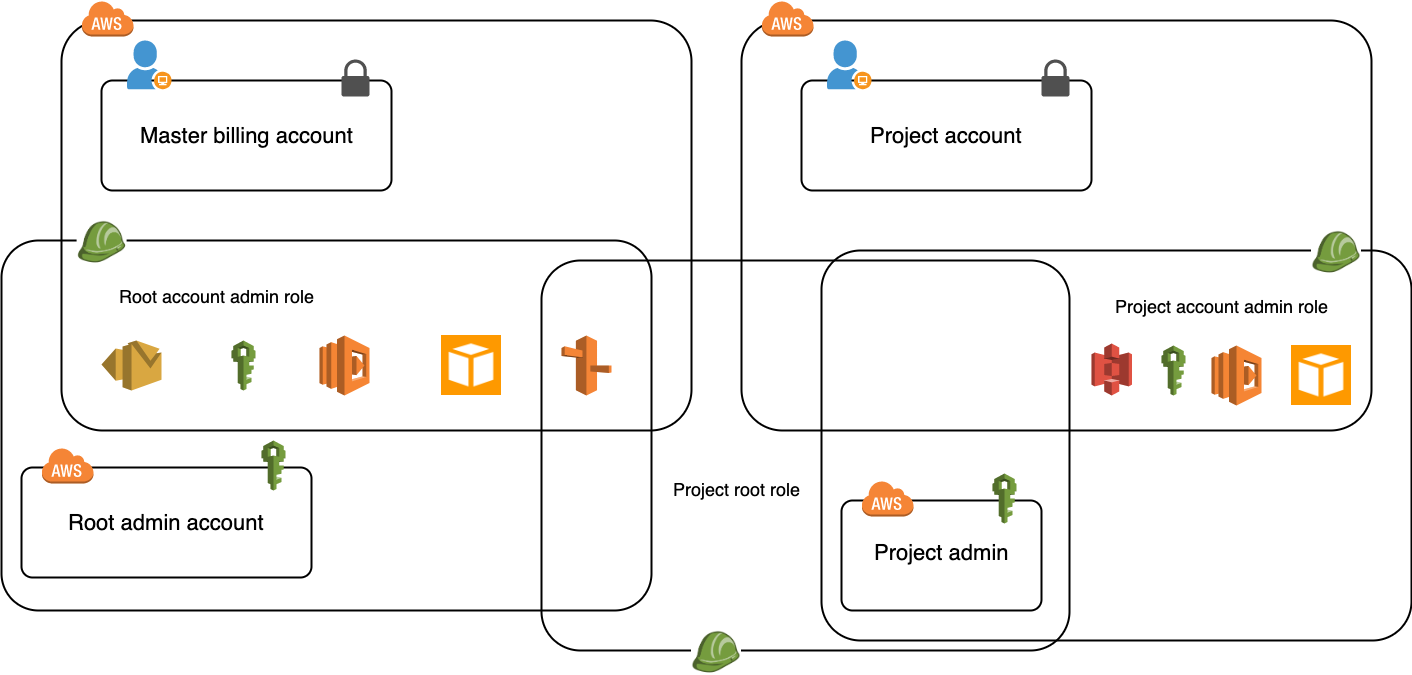 AWS
AWS
Master billing account
Project account
Root account admin role
Project account admin role
AWS
Root admin account
Project root role
AWS
Project admin